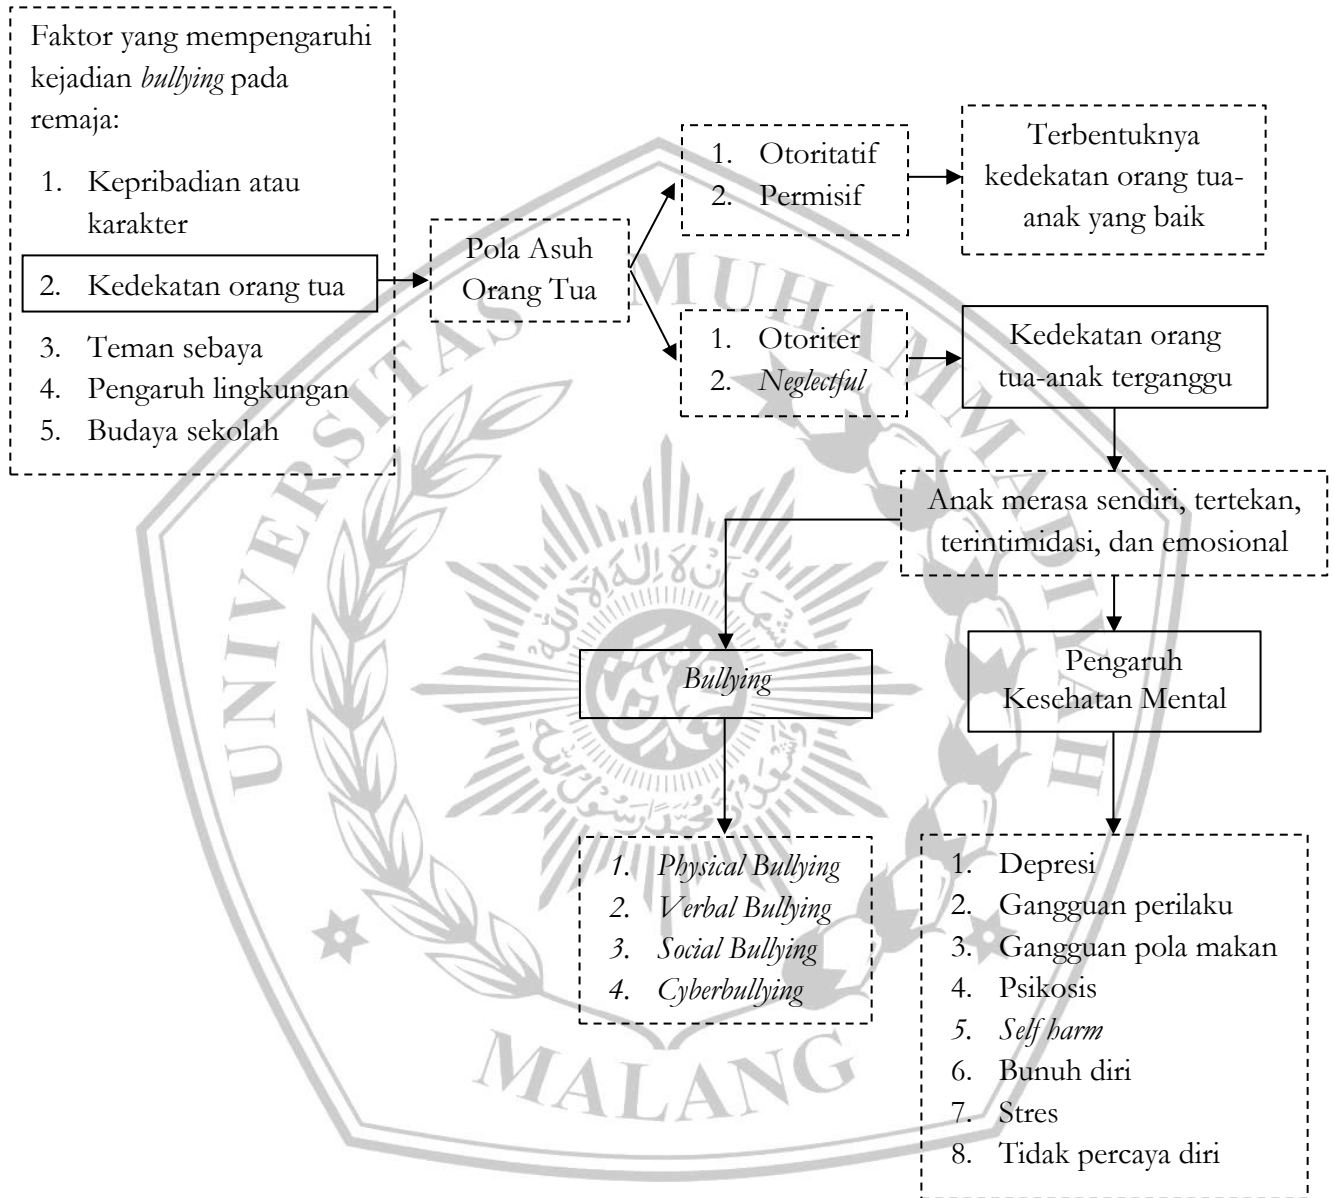 Faktor yang mempengaruhi
kejadian bullying pada
remaja:
1. Kepribadian atau
karakter
2. Kedekatan orang tua
3. Teman sebaya
4. Pengaruh lingkungan
5. Budaya sekolah
Pola Asuh
Orang Tua
1. Otoritatif
2. Permisif
Terbentuknya
kedekatan orang tua-
anak yang baik
1. Otoriter
2. Neglectful
Kedekatan orang
tua-anak terganggu
Anak merasa sendiri, tertekan,
terintimidasi, dan emosional
Bullying
Pengaruh
Kesehatan Mental
1. Physical Bullying
2. Verbal Bullying
3. Social Bullying
4. Cyberbullying
1. Depresi
2. Gangguan perilaku
3. Gangguan pola makan
4. Psikosis
5. Self harm
6. Bunuh diri
7. Stres
8. Tidak percaya diri
UNIVERSITAS MUHAMMADIYAH
MALANG